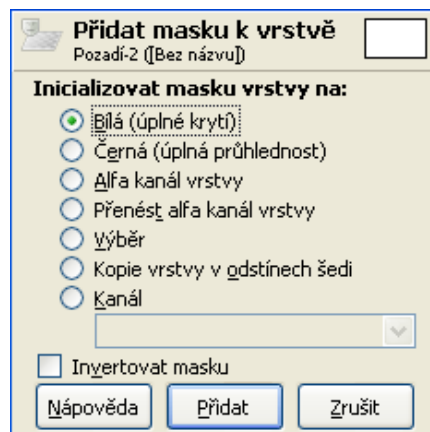 Přidat masku k vrstvě
Pozadí-2 ([Bez názvu])
Inicializovat masku vrstvy na:
Bílá (úplné krytí)
Černá (úplná průhlednost)
Alfa kanál vrstvy
Přenést alfa kanál vrstvy
Výběr
Kopie vrstvy v odstínech šedi
Kanál
Invertovat masku
Nápověda Přidat Zrušit